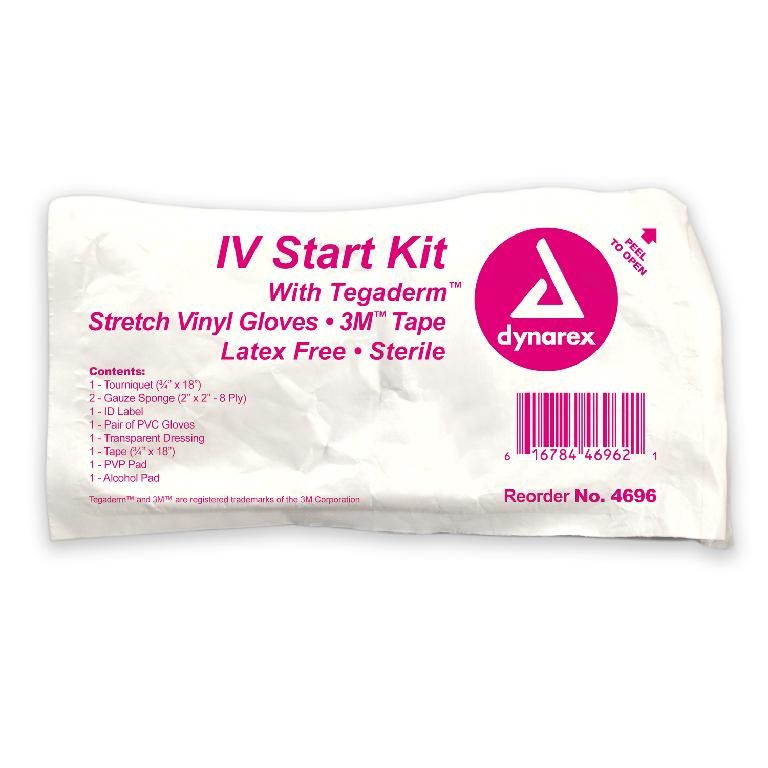 IV Start Kit
With Tegaderm™
Stretch Vinyl Gloves • 3M™ Tape
Latex Free • Sterile
Contents:
1 - Tourniquet (¾” x 18”)
2 - Gauze Sponge (2” x 2” - 8 Ply)
1 - ID Label
1 - Pair of PVC Gloves
1 - Transparent Dressing
1 - Tape (¾” x 18”)
1 - PVP Pad
1 - Alcohol Pad
Tegaderm™ and 3M™ are registered trademarks of the 3M Corporation
dynarex
PEEL
TO OPEN
6 16784 46962 1
Reorder No. 4696